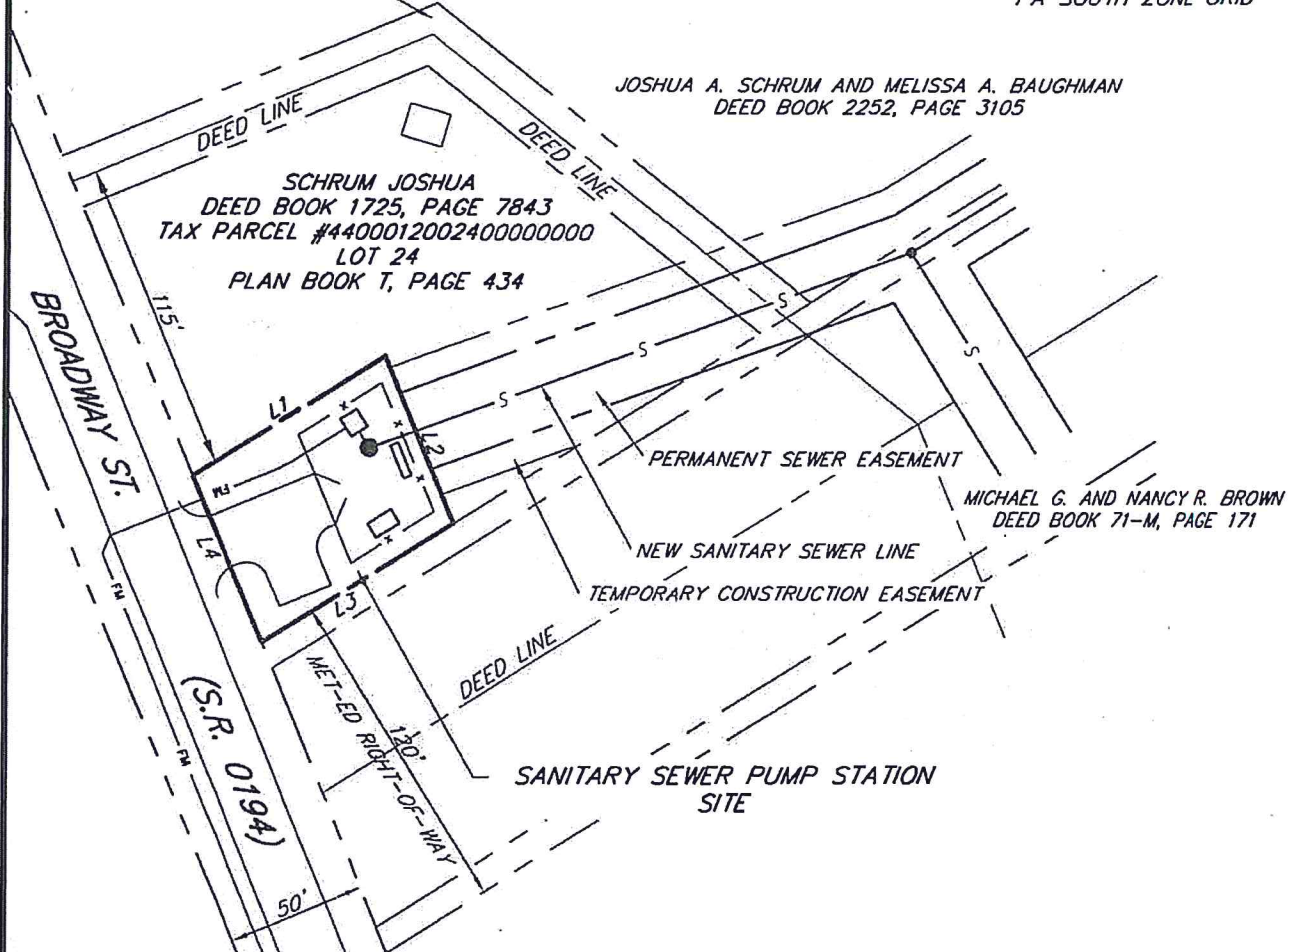 PA SOUTH ZONE GRID
JOSHUA A. SCHRUM AND MELISSA A. BAUGHMAN
DEED BOOK 2252, PAGE 3105
DEED LINE
DEED LINE
SCHRUM JOSHUA
DEED BOOK 1725, PAGE 7843
TAX PARCEL #4400012002400000000
LOT 24
PLAN BOOK T, PAGE 434
115'
BROADWAY ST.
S
S
S
S
L1
L2
FM
L4
L3
PERMANENT SEWER EASEMENT
MICHAEL G. AND NANCY R. BROWN
DEED BOOK 71-M, PAGE 171
NEW SANITARY SEWER LINE
TEMPORARY CONSTRUCTION EASEMENT
FM
DEED LINE
MET-ED RIGHT-OF-WAY
120'
(S.R. 0194)
FM
SANITARY SEWER PUMP STATION
SITE
50'